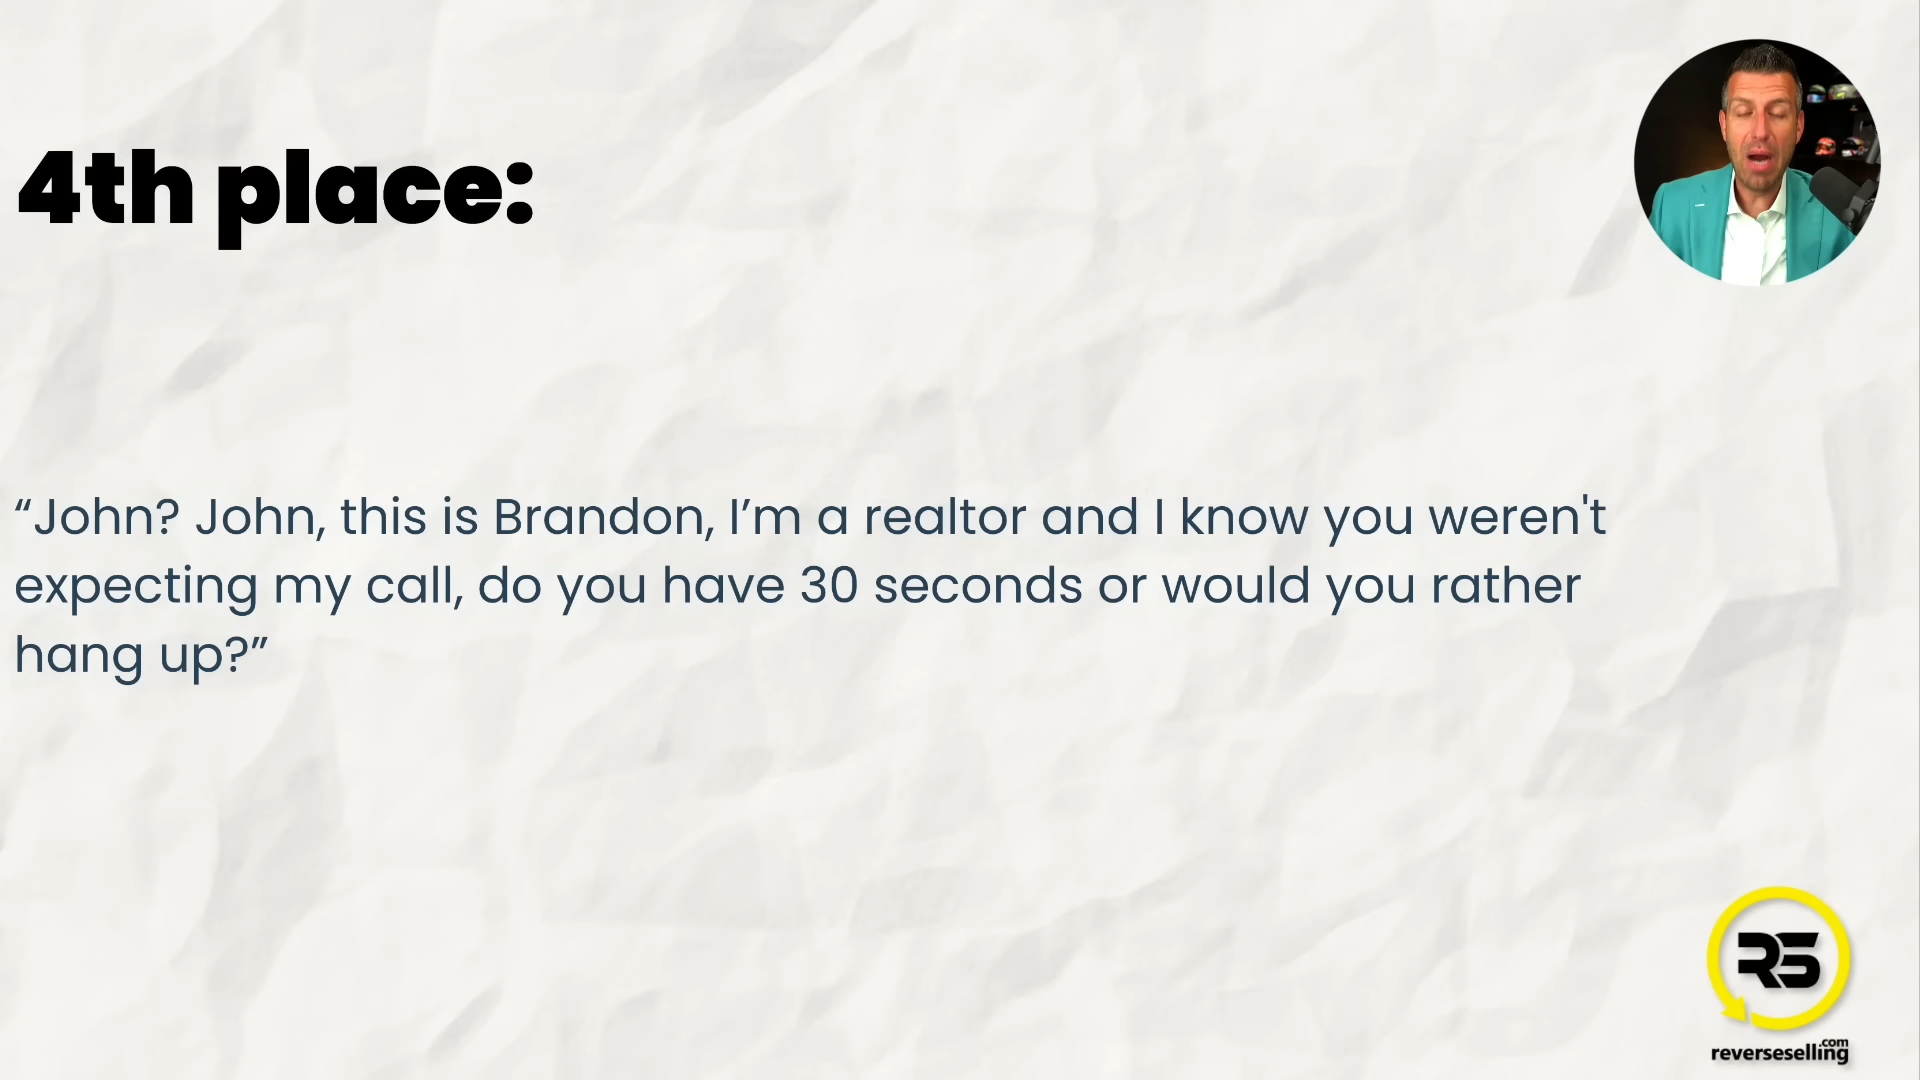 4th place:
“John? John, this is Brandon, I’m a realtor and I know you weren't
expecting my call, do you have 30 seconds or would you rather
hang up?”
RS
reverseselling.com